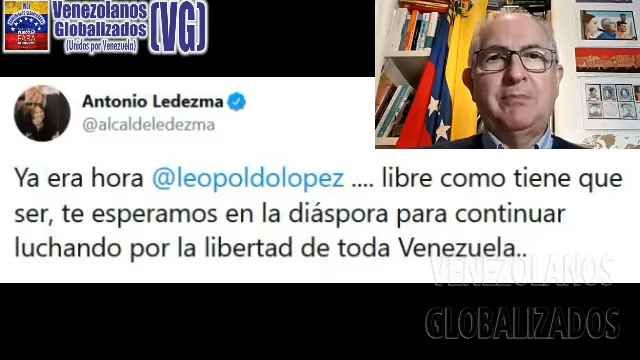 Venezolanos
Globalizados
(Unidos por Venezuela)
(VG)
Antonio Ledezma
@alcaldeledezma
Ya era hora @leopoldolopez .... libre como tiene que
ser, te esperamos en la diáspora para continuar
luchando por la libertad de toda Venezuela..
VENEZOLANOS
GLOBALIZADOS